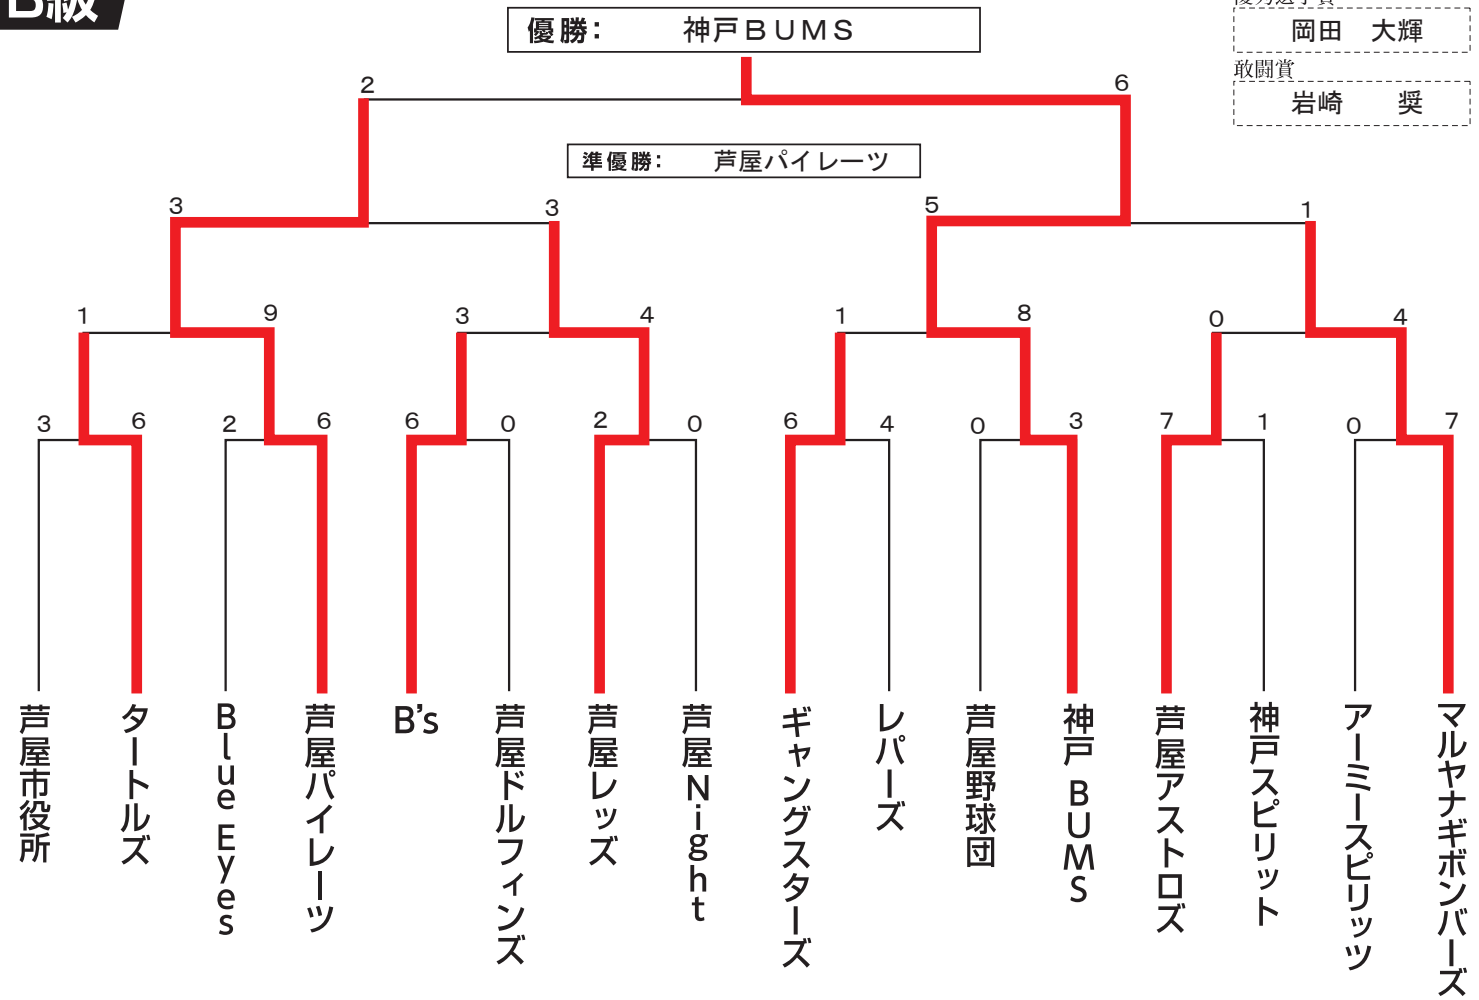 B級
優勝： 神戸ＢＵＭＳ
優秀選手賞
岡田　大輝
敢闘賞
岩崎　　奨
準優勝： 芦屋パイレーツ
2 6
3 3 5 1
1 9 3 4 1 8 0 4
3 6 2 6 6 0 2 0 6 4 0 3 7 1 0 7
芦屋市役所
タートルズ
Blue Eyes
芦屋パイレーツ
B's
芦屋ドルフィンズ
芦屋レッズ
芦屋Night
ギャングスターズ
レパーズ
芦屋野球団
神戸 BUMS
芦屋アストロズ
神戸スピリット
アーミースピリッツ
マルヤナギボンバーズ